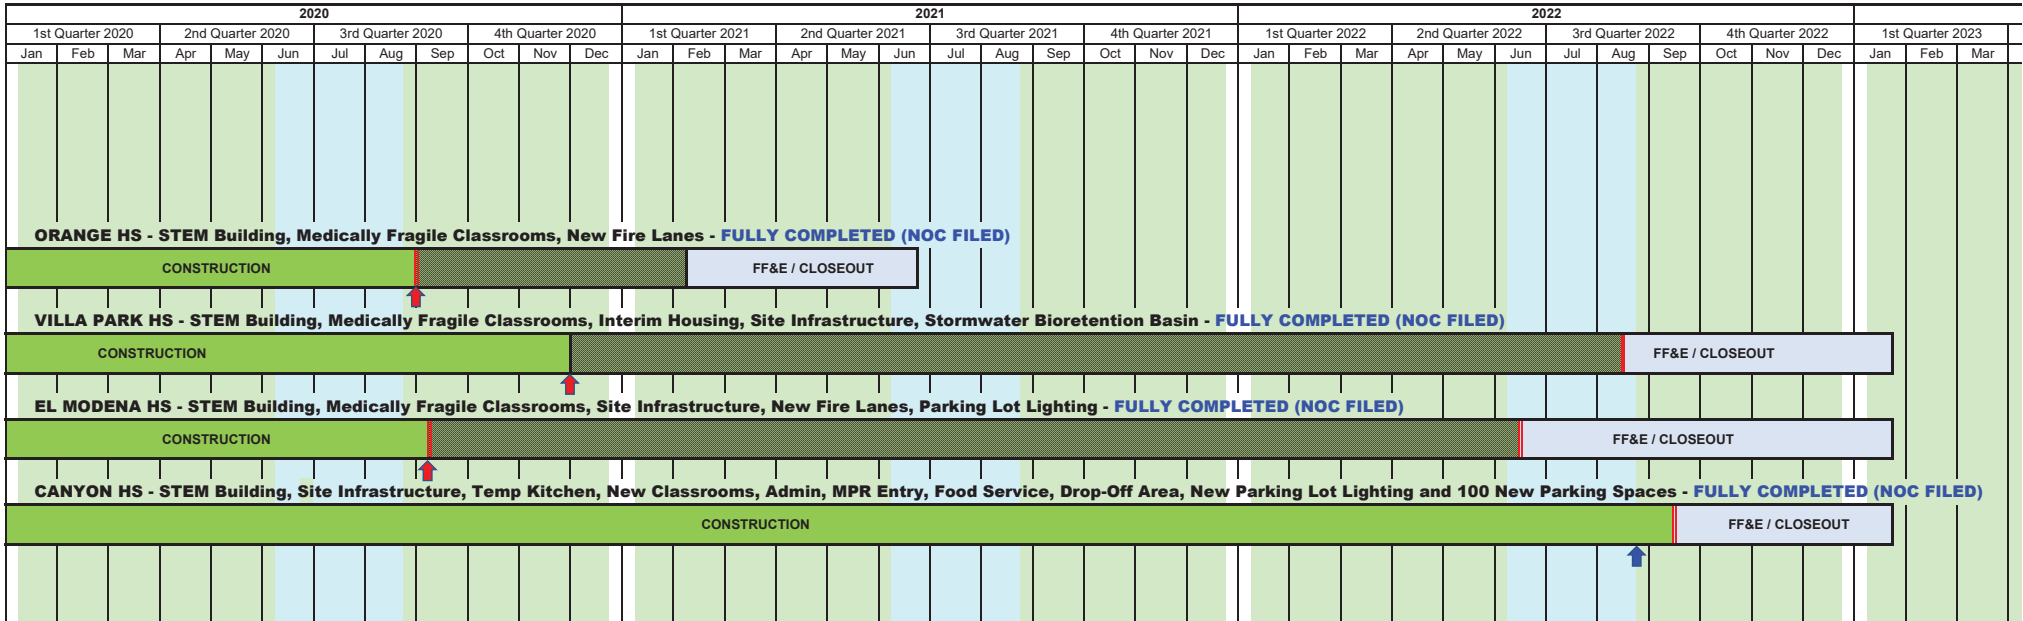 2020 2021 2022
1st Quarter 2020 2nd Quarter 2020 3rd Quarter 2020 4th Quarter 2020 1st Quarter 2021 2nd Quarter 2021 3rd Quarter 2021 4th Quarter 2021 1st Quarter 2022 2nd Quarter 2022 3rd Quarter 2022 4th Quarter 2022 1st Quarter 2023
Jan Feb Mar Apr May Jun Jul Aug Sep Oct Nov Dec Jan Feb Mar Apr May Jun Jul Aug Sep Oct Nov Dec Jan Feb Mar Apr May Jun Jul Aug Sep Oct Nov Dec Jan Feb Mar
ORANGE HS - STEM Building, Medically Fragile Classrooms, New Fire Lanes - FULLY COMPLETED (NOC FILED)
CONSTRUCTION FF&E / CLOSEOUT
VILLA PARK HS - STEM Building, Medically Fragile Classrooms, Interim Housing, Site Infrastructure, Stormwater Bioretention Basin - FULLY COMPLETED (NOC FILED)
CONSTRUCTION FF&E / CLOSEOUT
EL MODENA HS - STEM Building, Medically Fragile Classrooms, Site Infrastructure, New Fire Lanes, Parking Lot Lighting - FULLY COMPLETED (NOC FILED)
CONSTRUCTION FF&E / CLOSEOUT
CANYON HS - STEM Building, Site Infrastructure, Temp Kitchen, New Classrooms, Admin, MPR Entry, Food Service, Drop-Off Area, New Parking Lot Lighting and 100 New Parking Spaces - FULLY COMPLETED (NOC FILED)
CONSTRUCTION FF&E / CLOSEOUT